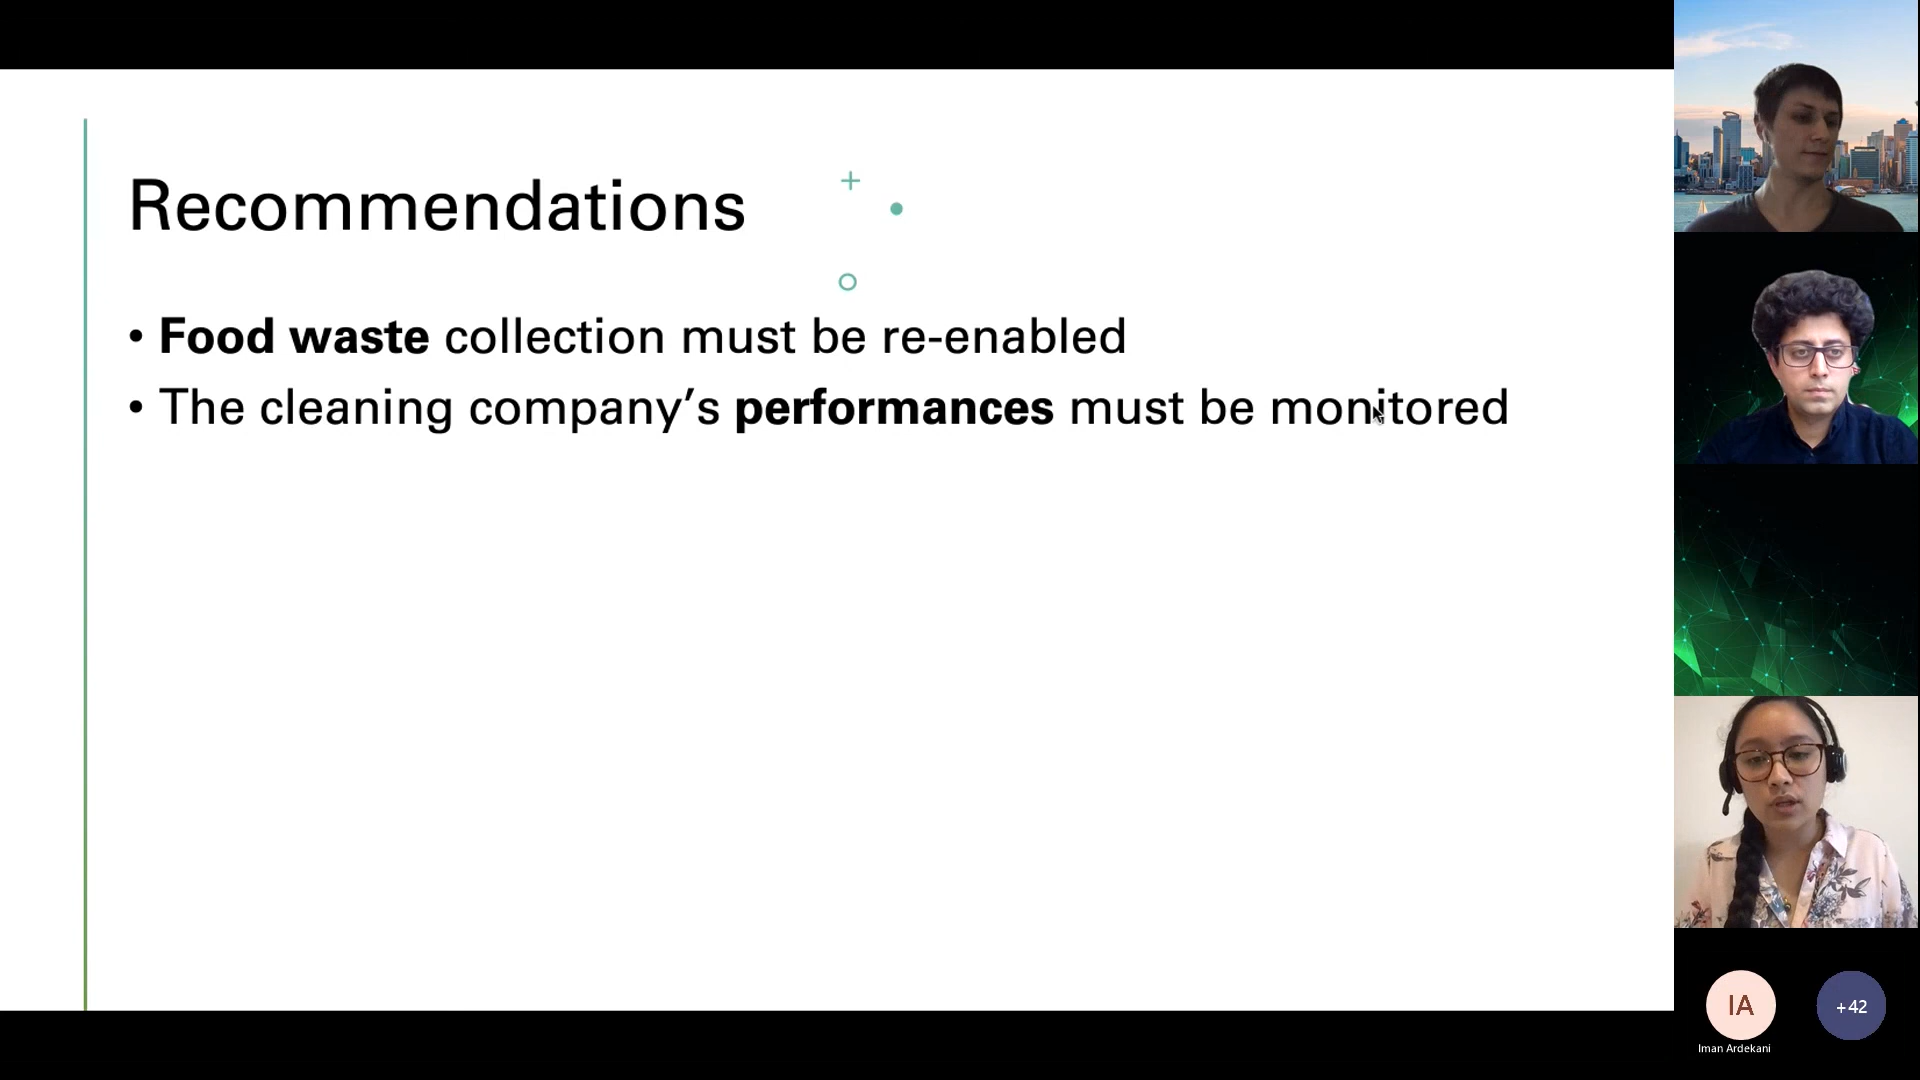 Recommendations
• Food waste collection must be re-enabled
• The cleaning company’s performances must be monitored
IA
+42
Iman Ardekani